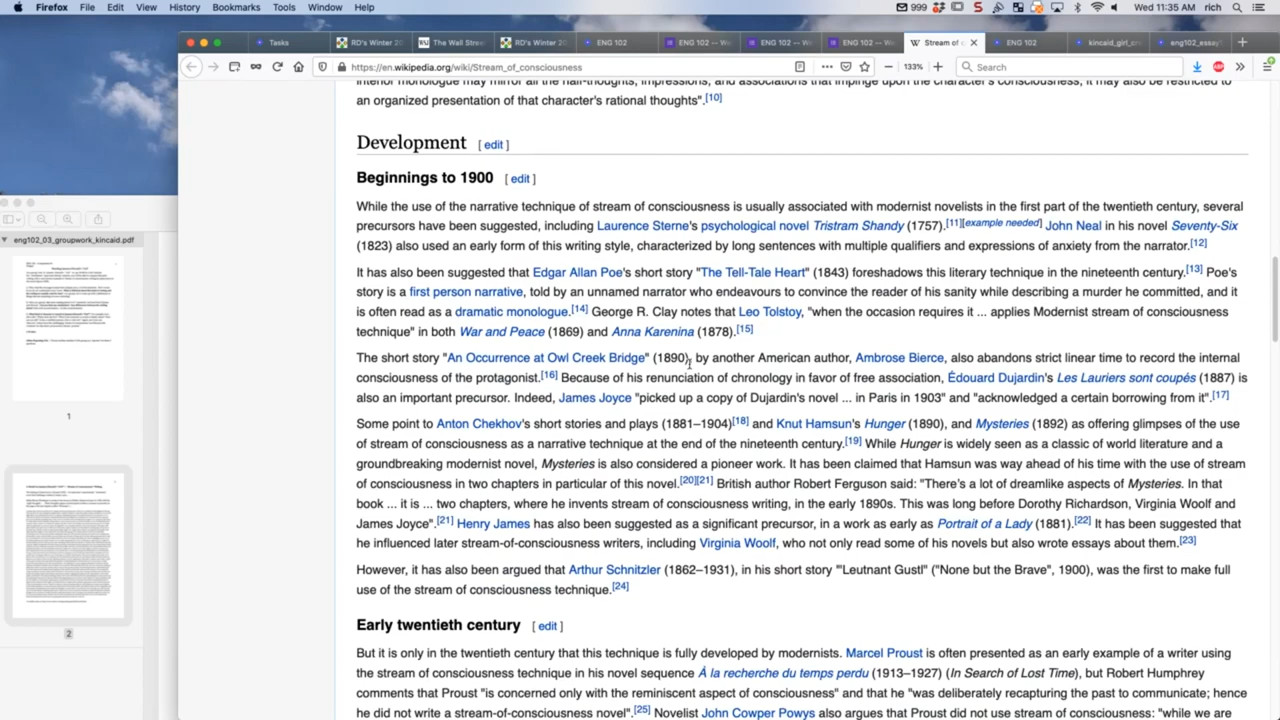 Firefox File Edit View History Bookmarks Tools Window Help 999 Wed 11:35 AM rich
Tasks RD's Winter 20 The Wall Stree RD's Winter 20 ENG 102 ENG 102 -- We ENG 102 -- We ENG 102 -- We Stream of c ENG 102 kincaid_girl_cr eng102_essay1
https://en.wikipedia.org/wiki/Stream_of_consciousness 133% Search
interior monologue may mirror all the half-thoughts, impressions, and associations that impinge upon the character's consciousness, it may also be restricted to
an organized presentation of that character's rational thoughts".[10]
Development [ edit ]
Beginnings to 1900 [ edit ]
While the use of the narrative technique of stream of consciousness is usually associated with modernist novelists in the first part of the twentieth century, several
precursors have been suggested, including Laurence Sterne's psychological novel Tristram Shandy (1757).[11][example needed] John Neal in his novel Seventy-Six
(1823) also used an early form of this writing style, characterized by long sentences with multiple qualifiers and expressions of anxiety from the narrator.[12]
It has also been suggested that Edgar Allan Poe's short story "The Tell-Tale Heart" (1843) foreshadows this literary technique in the nineteenth century.[13] Poe's
story is a first person narrative, told by an unnamed narrator who endeavors to convince the reader of his sanity while describing a murder he committed, and it
is often read as a dramatic monologue.[14] George R. Clay notes that Leo Tolstoy, "when the occasion requires it ... applies Modernist stream of consciousness
technique" in both War and Peace (1869) and Anna Karenina (1878).[15]
The short story "An Occurrence at Owl Creek Bridge" (1890), by another American author, Ambrose Bierce, also abandons strict linear time to record the internal
consciousness of the protagonist.[16] Because of his renunciation of chronology in favor of free association, Édouard Dujardin's Les Lauriers sont coupés (1887) is
also an important precursor. Indeed, James Joyce "picked up a copy of Dujardin's novel ... in Paris in 1903" and "acknowledged a certain borrowing from it".[17]
Some point to Anton Chekhov's short stories and plays (1881–1904)[18] and Knut Hamsun's Hunger (1890), and Mysteries (1892) as offering glimpses of the use
of stream of consciousness as a narrative technique at the end of the nineteenth century.[19] While Hunger is widely seen as a classic of world literature and a
groundbreaking modernist novel, Mysteries is also considered a pioneer work. It has been claimed that Hamsun was way ahead of his time with the use of stream
of consciousness in two chapters in particular of this novel.[20][21] British author Robert Ferguson said: "There's a lot of dreamlike aspects of Mysteries. In that
book ... it is ... two chapters, where he invents stream of consciousness writing, in the early 1890s. This was long before Dorothy Richardson, Virginia Woolf and
James Joyce".[21] Henry James has also been suggested as a significant precursor, in a work as early as Portrait of a Lady (1881).[22] It has been suggested that
he influenced later stream-of-consciousness writers, including Virginia Woolf, who not only read some of his novels but also wrote essays about them.[23]
However, it has also been argued that Arthur Schnitzler (1862–1931), in his short story '"Leutnant Gustl" ("None but the Brave", 1900), was the first to make full
use of the stream of consciousness technique.[24]
Early twentieth century [ edit ]
But it is only in the twentieth century that this technique is fully developed by modernists. Marcel Proust is often presented as an early example of a writer using
the stream of consciousness technique in his novel sequence À la recherche du temps perdu (1913–1927) (In Search of Lost Time), but Robert Humphrey
comments that Proust "is concerned only with the reminiscent aspect of consciousness" and that he "was deliberately recapturing the past to communicate; hence
he did not write a stream-of-consciousness novel".[25] Novelist John Cowper Powys also argues that Proust did not use stream of consciousness: "while we are
eng102_03_groupwork_kincaid.pdf
1
2